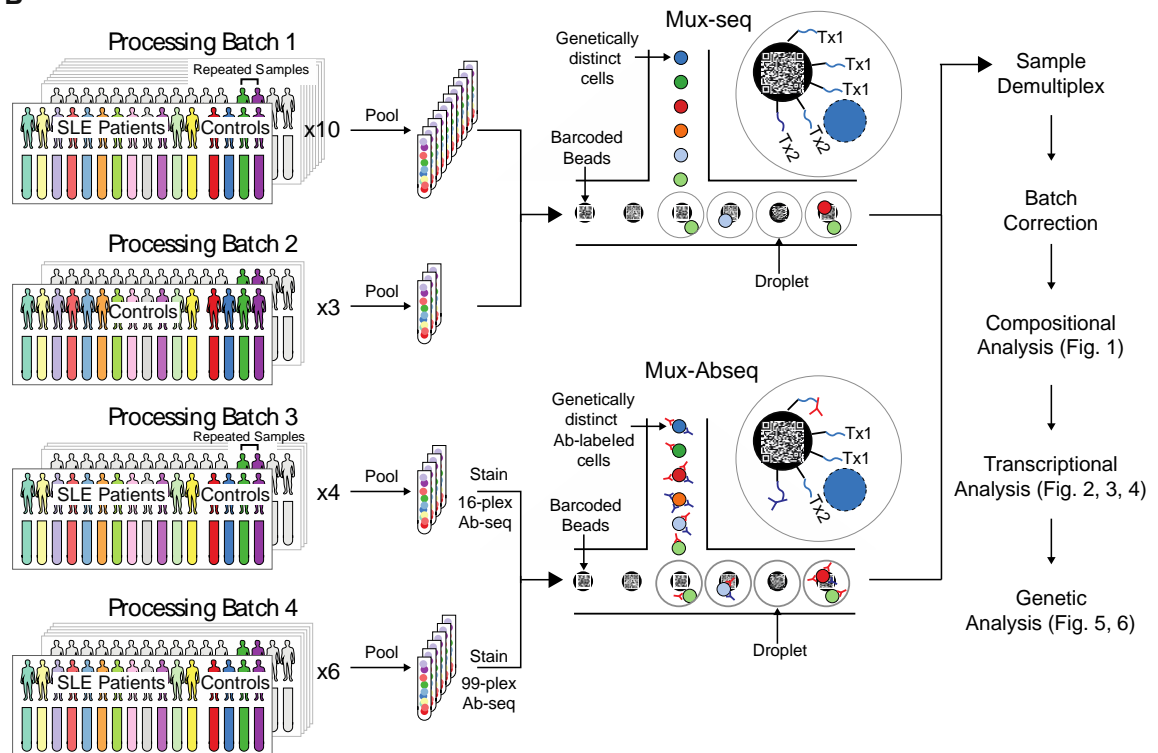 B
Processing Batch 1
Repeated Samples
SLE Patients
Controls
x10
Pool
Processing Batch 2
Controls
x3
Pool
Processing Batch 3
Repeated Samples
SLE Patients
Controls
x4
Pool
Stain
16-plex
Ab-seq
Processing Batch 4
SLE Patients
Controls
x6
Pool
Stain
99-plex
Ab-seq
Mux-seq
Genetically
distinct
cells
Barcoded
Beads
Tx1
Tx1
Tx1
Tx2
Tx2
Droplet
Mux-Abseq
Genetically
distinct
Ab-labeled
cells
Barcoded
Beads
Tx1
Tx1
Tx2
Droplet
Sample
Demultiplex
Batch
Correction
Compositional
Analysis (Fig. 1)
Transcriptional
Analysis (Fig. 2, 3, 4)
Genetic
Analysis (Fig. 5, 6)